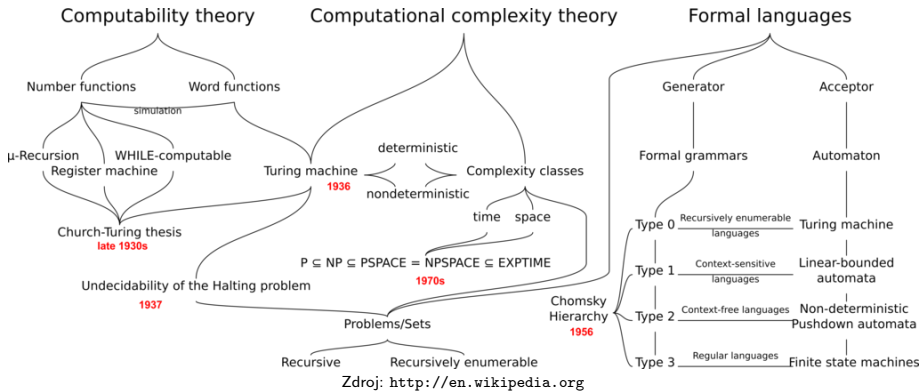 Computability theory
Computational complexity theory
Formal languages
Number functions
Word functions
Generator
Acceptor
simulation
μ-Recursion
WHILE-computable
Register machine
Turing machine
1936
deterministic
nondeterministic
Complexity classes
Formal grammars
Automaton
time
space
Church-Turing thesis
late 1930s
P ⊆ NP ⊆ PSPACE = NPSPACE ⊆ EXPTIME
1970s
Undecidability of the Halting problem
1937
Problems/Sets
Recursive
Recursively enumerable
Chomsky
Hierarchy
1956
Type 0
Recursively enumerable
languages
Turing machine
Type 1
Context-sensitive
languages
Linear-bounded
automata
Type 2
Context-free languages
Non-deterministic
Pushdown automata
Type 3
Regular languages
Finite state machines
Zdroj: http://en.wikipedia.org